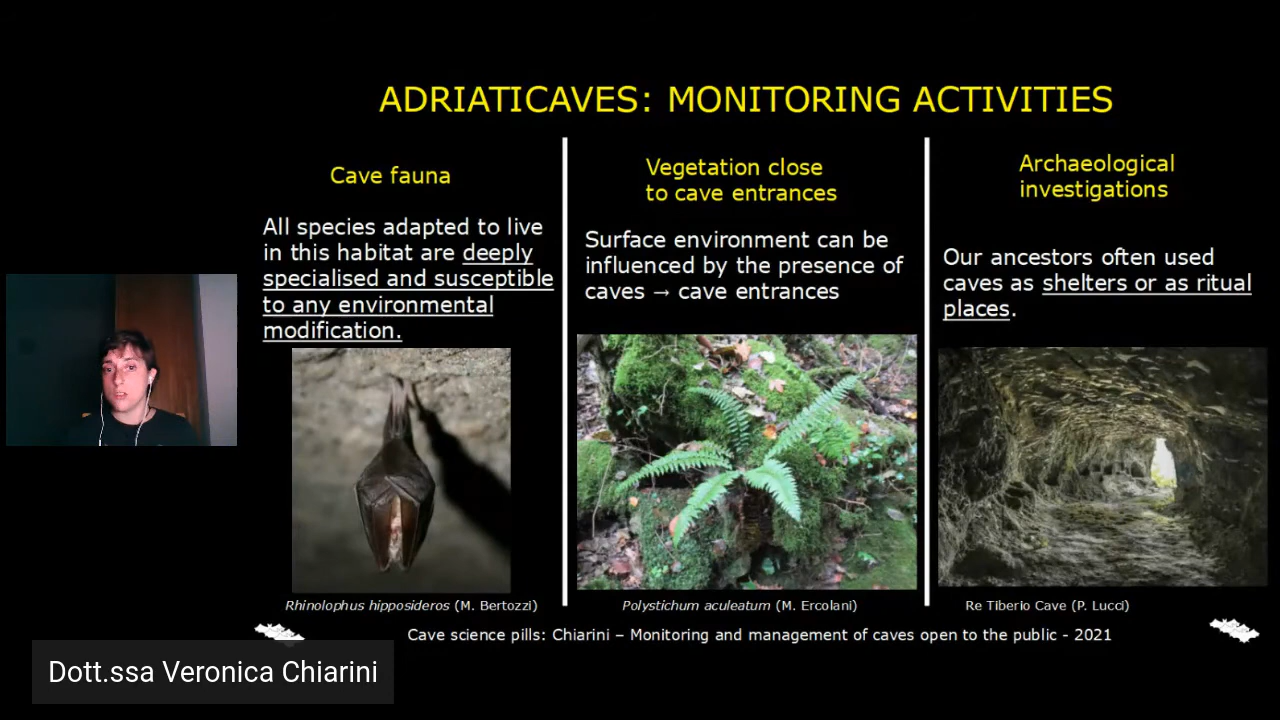 ADRIATICAVES: MONITORING ACTIVITIES
Cave fauna
All species adapted to live
in this habitat are deeply
specialised and susceptible
to any environmental
modification.
Rhinolophus hipposideros (M. Bertozzi)
Vegetation close
to cave entrances
Surface environment can be
influenced by the presence of
caves → cave entrances
Polystichum aculeatum (M. Ercolani)
Archaeological
investigations
Our ancestors often used
caves as shelters or as ritual
places.
Re Tiberio Cave (P. Lucci)
Cave science pills: Chiarini – Monitoring and management of caves open to the public - 2021
Dott.ssa Veronica Chiarini